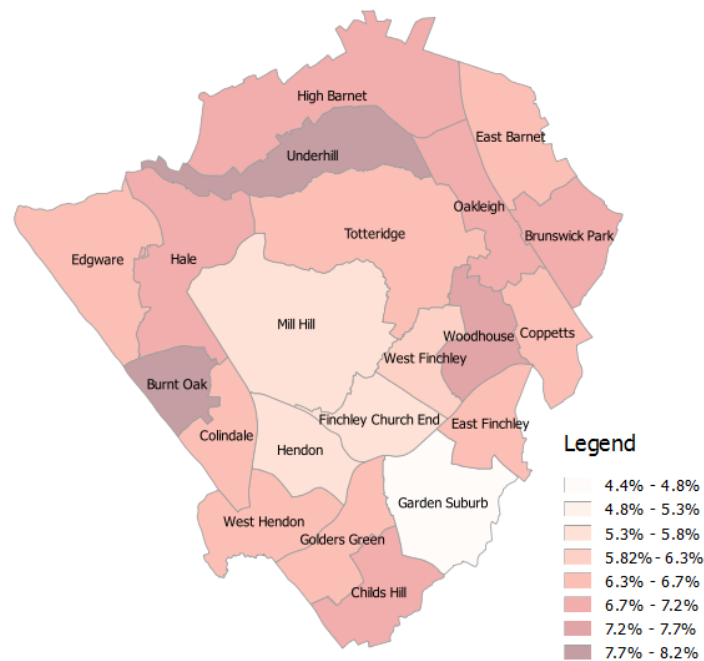 High Barnet
East Barnet
Underhill
Oakleigh
Totteridge
Brunswick Park
Edgware
Hale
Mill Hill
Woodhouse
Coppetts
West Finchley
Burnt Oak
Finchley Church End
East Finchley
Colindale
Hendon
Legend
4.4% - 4.8%
Garden Suburb
4.8% - 5.3%
West Hendon
5.3% - 5.8%
Golders Green
5.82% - 6.3%
6.3% - 6.7%
Childs Hill
6.7% - 7.2%
7.2% - 7.7%
7.7% - 8.2%